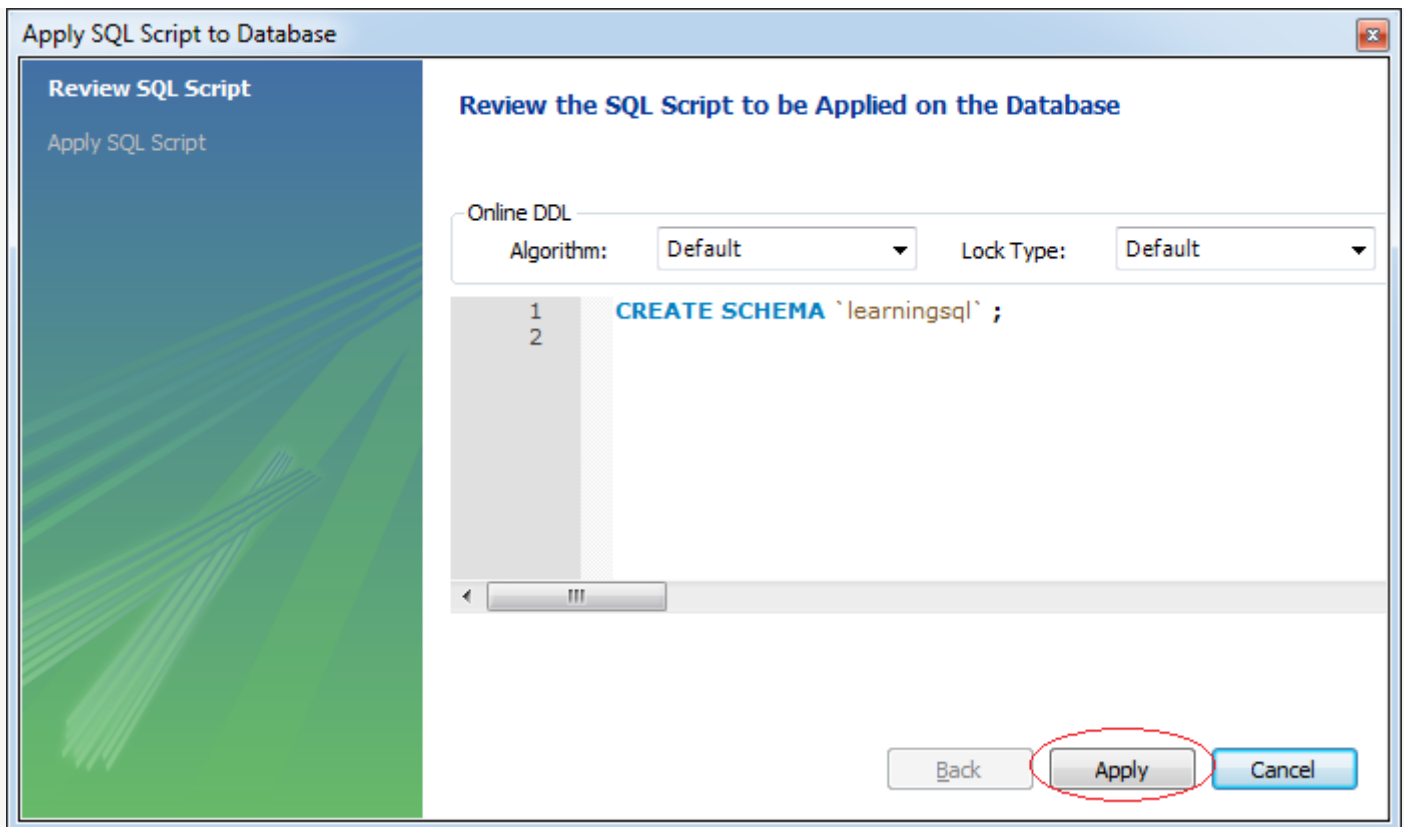 Apply SQL Script to Database
Review SQL Script
Apply SQL Script
Review the SQL Script to be Applied on the Database
Online DDL
Algorithm: Default Lock Type: Default
1 CREATE SCHEMA `learningsql` ;
2
Back Apply Cancel